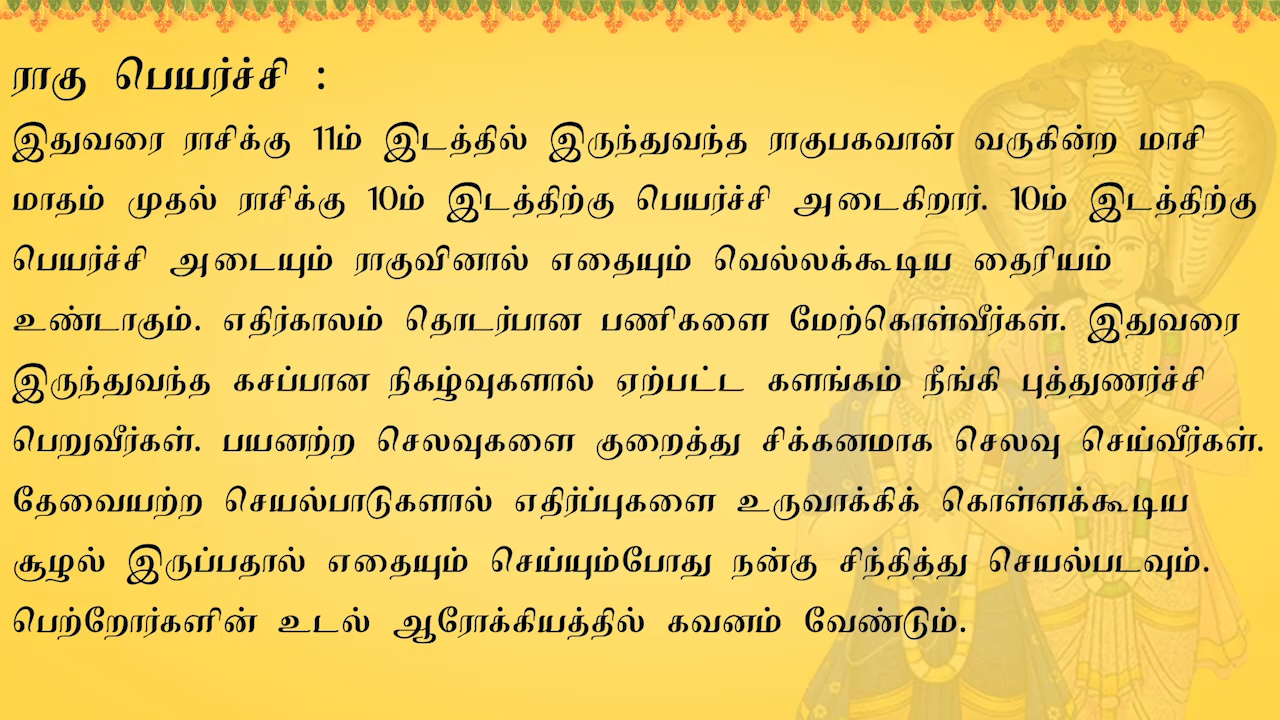 ராகு பெயர்ச்சி :
இதுவரை ராசிக்கு 11ம் இடத்தில் இருந்துவந்த ராகுபகவான் வருகின்ற மாசி
மாதம் முதல் ராசிக்கு 10ம் இடத்திற்கு பெயர்ச்சி அடைகிறார். 10ம் இடத்திற்கு
பெயர்ச்சி அடையும் ராகுவினால் எதையும் வெல்லக்கூடிய தைரியம்
உண்டாகும். எதிர்காலம் தொடர்பான பணிகளை மேற்கொள்வீர்கள். இதுவரை
இருந்துவந்த கசப்பான நிகழ்வுகளால் ஏற்பட்ட களங்கம் நீங்கி புத்துணர்ச்சி
பெறுவீர்கள். பயனற்ற செலவுகளை குறைத்து சிக்கனமாக செலவு செய்வீர்கள்.
தேவையற்ற செயல்பாடுகளால் எதிர்ப்புகளை உருவாக்கிக் கொள்ளக்கூடிய
சூழல் இருப்பதால் எதையும் செய்யும்போது நன்கு சிந்தித்து செயல்படவும்.
பெற்றோர்களின் உடல் ஆரோக்கியத்தில் கவனம் வேண்டும்.